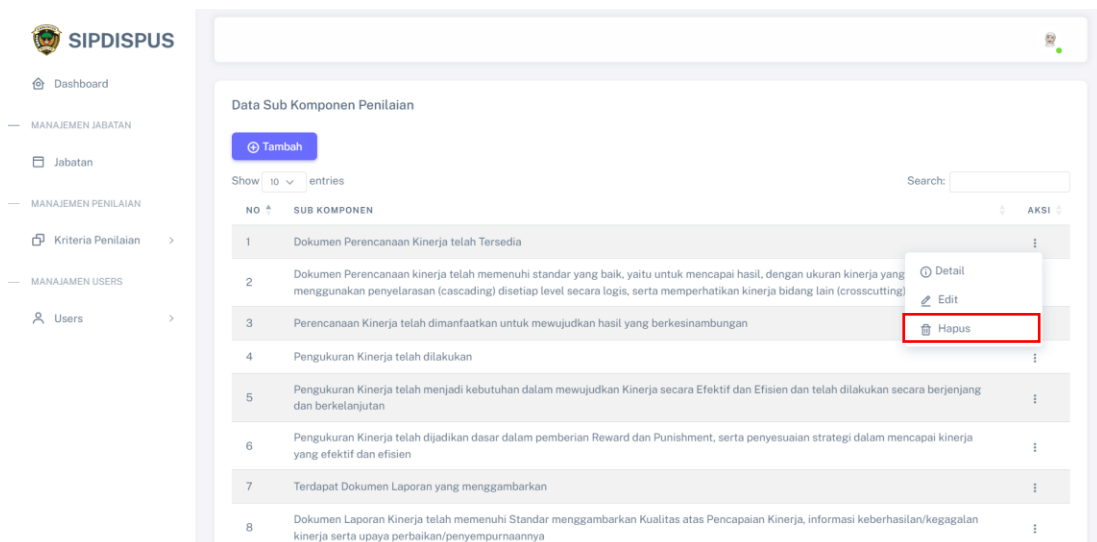 SIPDISPUS
Dashboard
MANAJEMEN JABATAN
Jabatan
MANAJEMEN PENILAIAN
Kriteria Penilaian
MANAJAMEN USERS
Users
Data Sub Komponen Penilaian
Tambah
Show 10 entries
Search:
NO SUB KOMPONEN AKSI
1 Dokumen Perencanaan Kinerja telah Tersedia
Detail
Edit
Hapus
2 Dokumen Perencanaan kinerja telah memenuhi standar yang baik, yaitu untuk mencapai hasil, dengan ukuran kinerja yang
menggunakan penyelarasan (cascading) disetiap level secara logis, serta memperhatikan kinerja bidang lain (crosscutting)
3 Perencanaan Kinerja telah dimanfaatkan untuk mewujudkan hasil yang berkesinambungan
4 Pengukuran Kinerja telah dilakukan
5 Pengukuran Kinerja telah menjadi kebutuhan dalam mewujudkan Kinerja secara Efektif dan Efisien dan telah dilakukan secara berjenjang
dan berkelanjutan
6 Pengukuran Kinerja telah dijadikan dasar dalam pemberian Reward dan Punishment, serta penyesuaian strategi dalam mencapai kinerja
yang efektif dan efisien
7 Terdapat Dokumen Laporan yang menggambarkan
8 Dokumen Laporan Kinerja telah memenuhi Standar menggambarkan Kualitas atas Pencapaian Kinerja, informasi keberhasilan/kegagalan
kinerja serta upaya perbaikan/penyempurnaannya